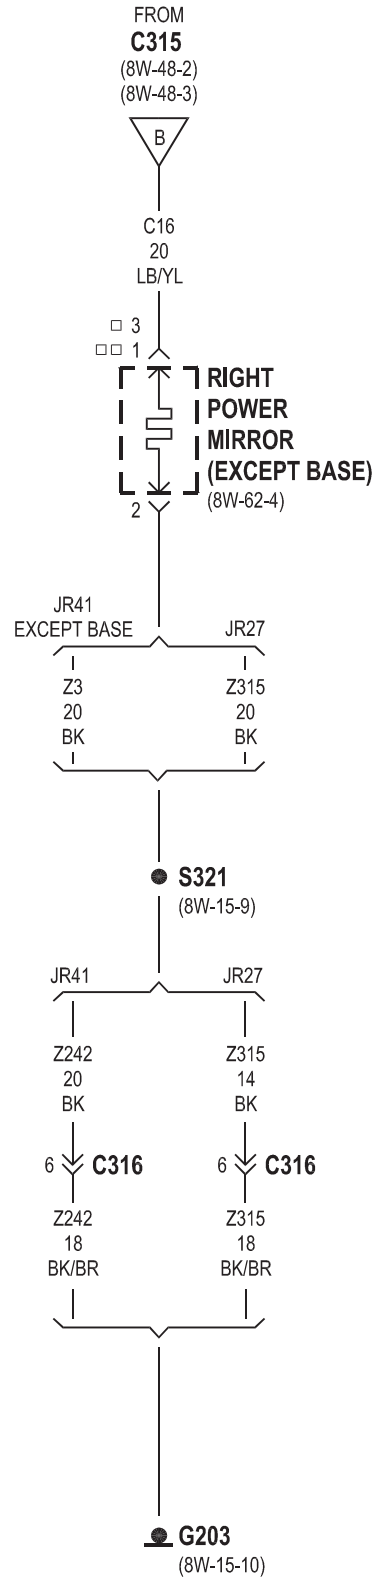 FROM
C315
(8W-48-2)
(8W-48-3)
B
C16
20
LB/YL
□ 3
□□ 1
RIGHT
POWER
MIRROR
(EXCEPT BASE)
(8W-62-4)
2
JR41
EXCEPT BASE
JR27
Z3
20
BK
Z315
20
BK
S321
(8W-15-9)
JR41
JR27
Z242
20
BK
Z315
14
BK
6 C316
6 C316
Z242
18
BK/BR
Z315
18
BK/BR
G203
(8W-15-10)